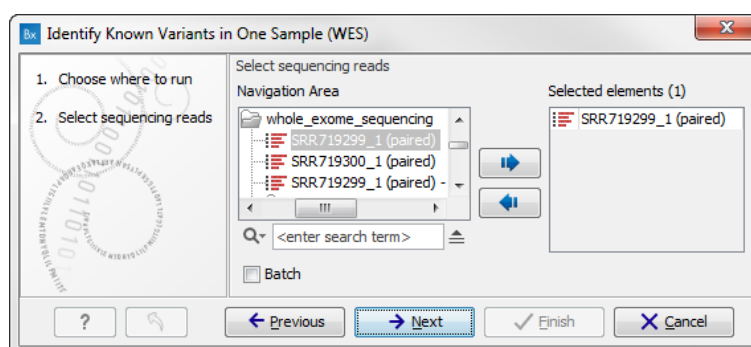 Bx Identify Known Variants in One Sample (WES)
X
1. Choose where to run
2. Select sequencing reads
Select sequencing reads
Navigation Area
whole_exome_sequencing
SRR719299_1 (paired)
SRR719300_1 (paired)
SRR719299_1 (paired) -
<enter search term>
Batch
Selected elements (1)
SRR719299_1 (paired)
?
Previous
Next
Finish
Cancel